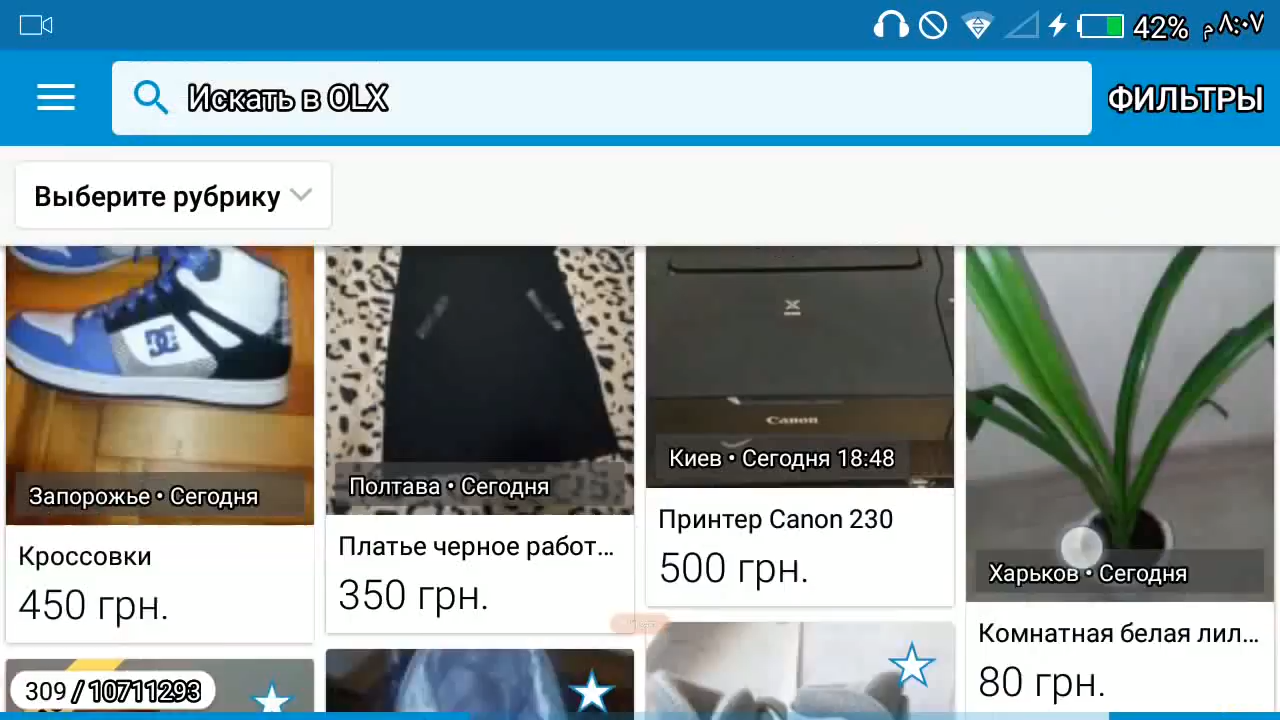 42% ٨:٠٧ م
Искать в OLX
ФИЛЬТРЫ
Выберите рубрику
DC
Canon
Запорожье • Сегодня
Кроссовки
450 грн.
Полтава • Сегодня
Платье черное работ...
350 грн.
Киев • Сегодня 18:48
Принтер Canon 230
500 грн.
Харьков • Сегодня
Комнатная белая лил...
80 грн.
309 / 10711293